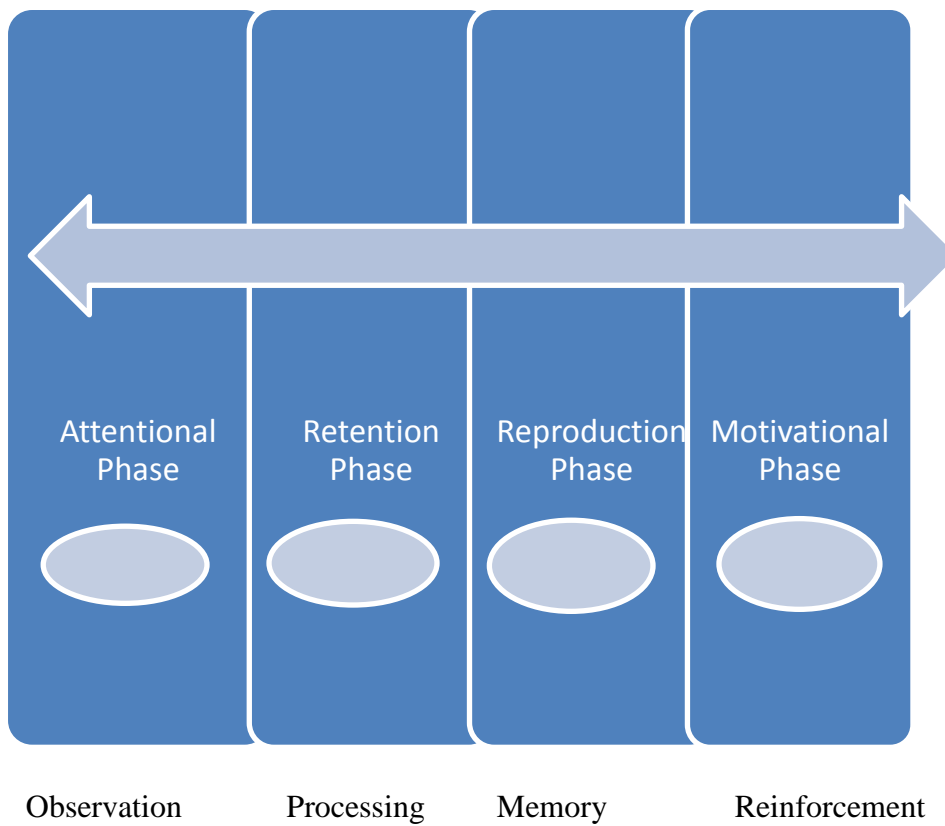 Attentional
Phase
Retention
Phase
Reproduction
Phase
Motivational
Phase
Observation Processing Memory Reinforcement